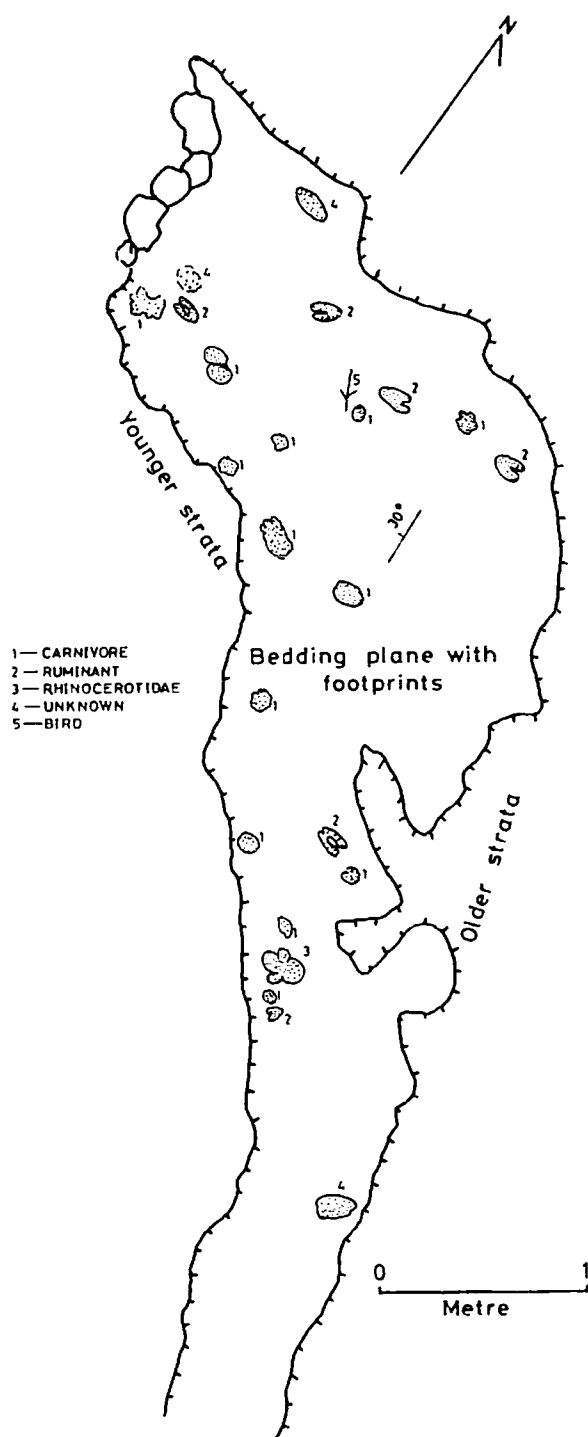 N
4
4
1
2
2
1
5
1
2
1
1
1
2
30°
1
1
Younger strata
1 — CARNIVORE
2 — RUMINANT
3 — RHINOCEROTIDAE
4 — UNKNOWN
5 — BIRD
Bedding plane with
footprints
1
1
2
1
Older strata
1
3
1
2
4
0 1
Metre